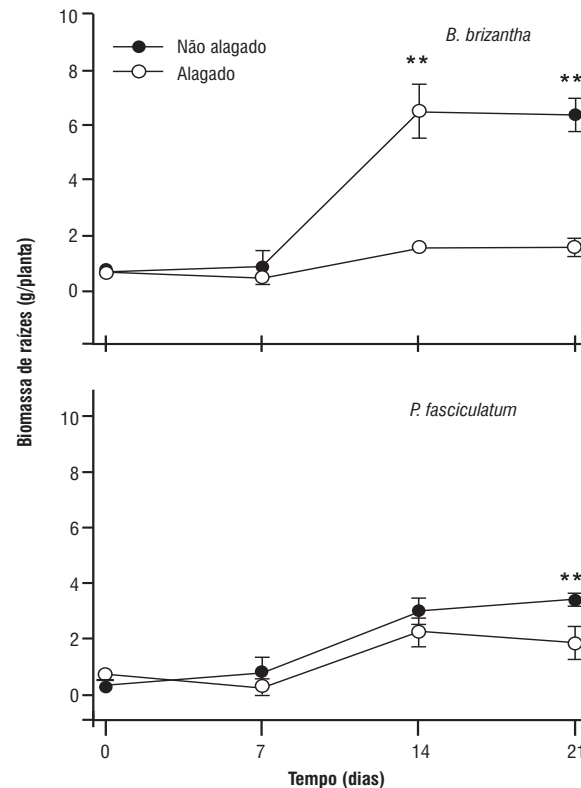 Não alagado
Alagado
B. brizantha
**
**
10
8
6
4
2
0
Biomassa de raízes (g/planta)
P. fasciculatum
**
10
8
6
4
2
0
0 7 14 21
Tempo (dias)